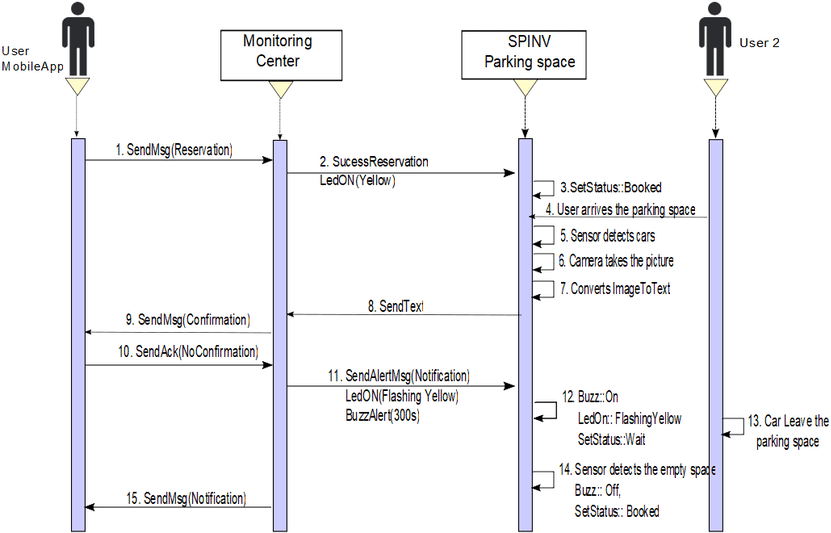 User
MobileApp
Monitoring
Center
SPINV
Parking space
User 2
1. SendMsg(Reservation)
2. SucessReservation
LedON(Yellow)
3.SetStatus::Booked
4. User arrives the parking space
5. Sensor detects cars
6. Camera takes the picture
7. Converts ImageToText
8. SendText
9. SendMsg(Confirmation)
10. SendAck(NoConfirmation)
11. SendAlertMsg(Notification)
LedON(Flashing Yellow)
BuzzAlert(300s)
12. Buzz::On
LedOn:: FlashingYellow
SetStatus::Wait
13. Car Leave the
parking space
14. Sensor detects the empty space
Buzz:: Off,
SetStatus:: Booked
15. SendMsg(Notification)